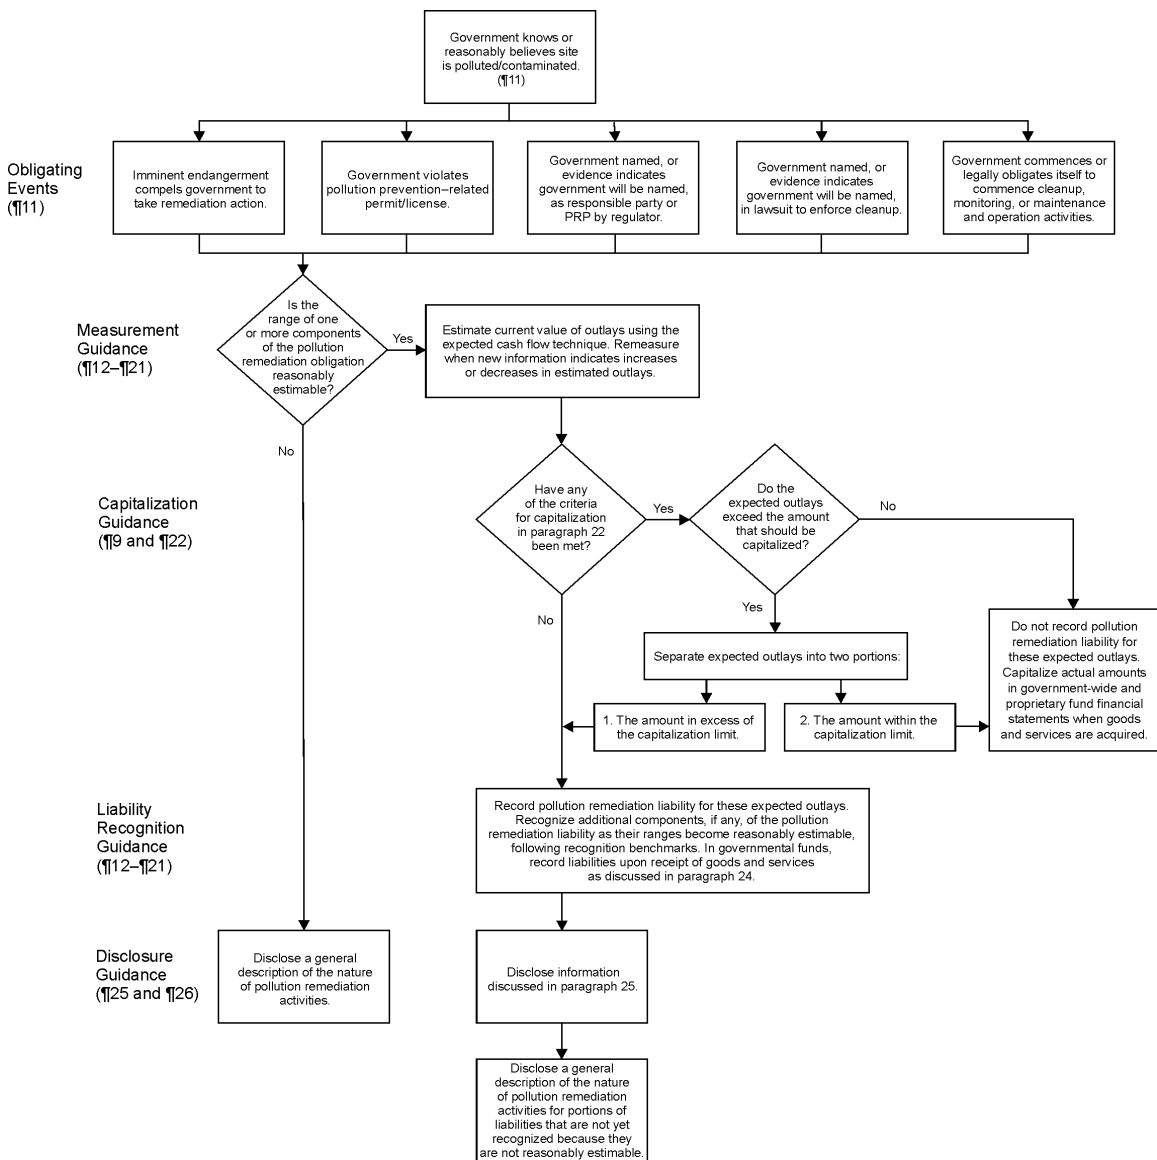 Government knows or
reasonably believes site
is polluted/contaminated.
(¶11)
Obligating
Events
(¶11)
Imminent endangerment
compels government to
take remediation action.
Government violates
pollution prevention–related
permit/license.
Government named, or
evidence indicates
government will be named,
as responsible party or
PRP by regulator.
Government named, or
evidence indicates
government will be named,
in lawsuit to enforce cleanup.
Government commences or
legally obligates itself to
commence cleanup,
monitoring, or maintenance
and operation activities.
Measurement
Guidance
(¶12–¶21)
Is the
range of one
or more components
of the pollution
remediation obligation
reasonably
estimable?
Yes
Estimate current value of outlays using the
expected cash flow technique. Remeasure
when new information indicates increases
or decreases in estimated outlays.
No
Capitalization
Guidance
(¶9 and ¶22)
Have any
of the criteria
for capitalization
in paragraph 22
been met?
Yes
Do the
expected outlays
exceed the amount
that should be
capitalized?
No
No
Yes
Separate expected outlays into two portions:
1. The amount in excess of
the capitalization limit.
2. The amount within the
capitalization limit.
Do not record pollution
remediation liability for
these expected outlays.
Capitalize actual amounts
in government-wide and
proprietary fund financial
statements when goods
and services are acquired.
Liability
Recognition
Guidance
(¶12–¶21)
Record pollution remediation liability for these expected outlays.
Recognize additional components, if any, of the pollution
remediation liability as their ranges become reasonably estimable,
following recognition benchmarks. In governmental funds,
record liabilities upon receipt of goods and services
as discussed in paragraph 24.
Disclosure
Guidance
(¶25 and ¶26)
Disclose a general
description of the nature
of pollution remediation
activities.
Disclose information
discussed in paragraph 25.
Disclose a general
description of the nature
of pollution remediation
activities for portions of
liabilities that are not yet
recognized because they
are not reasonably estimable.